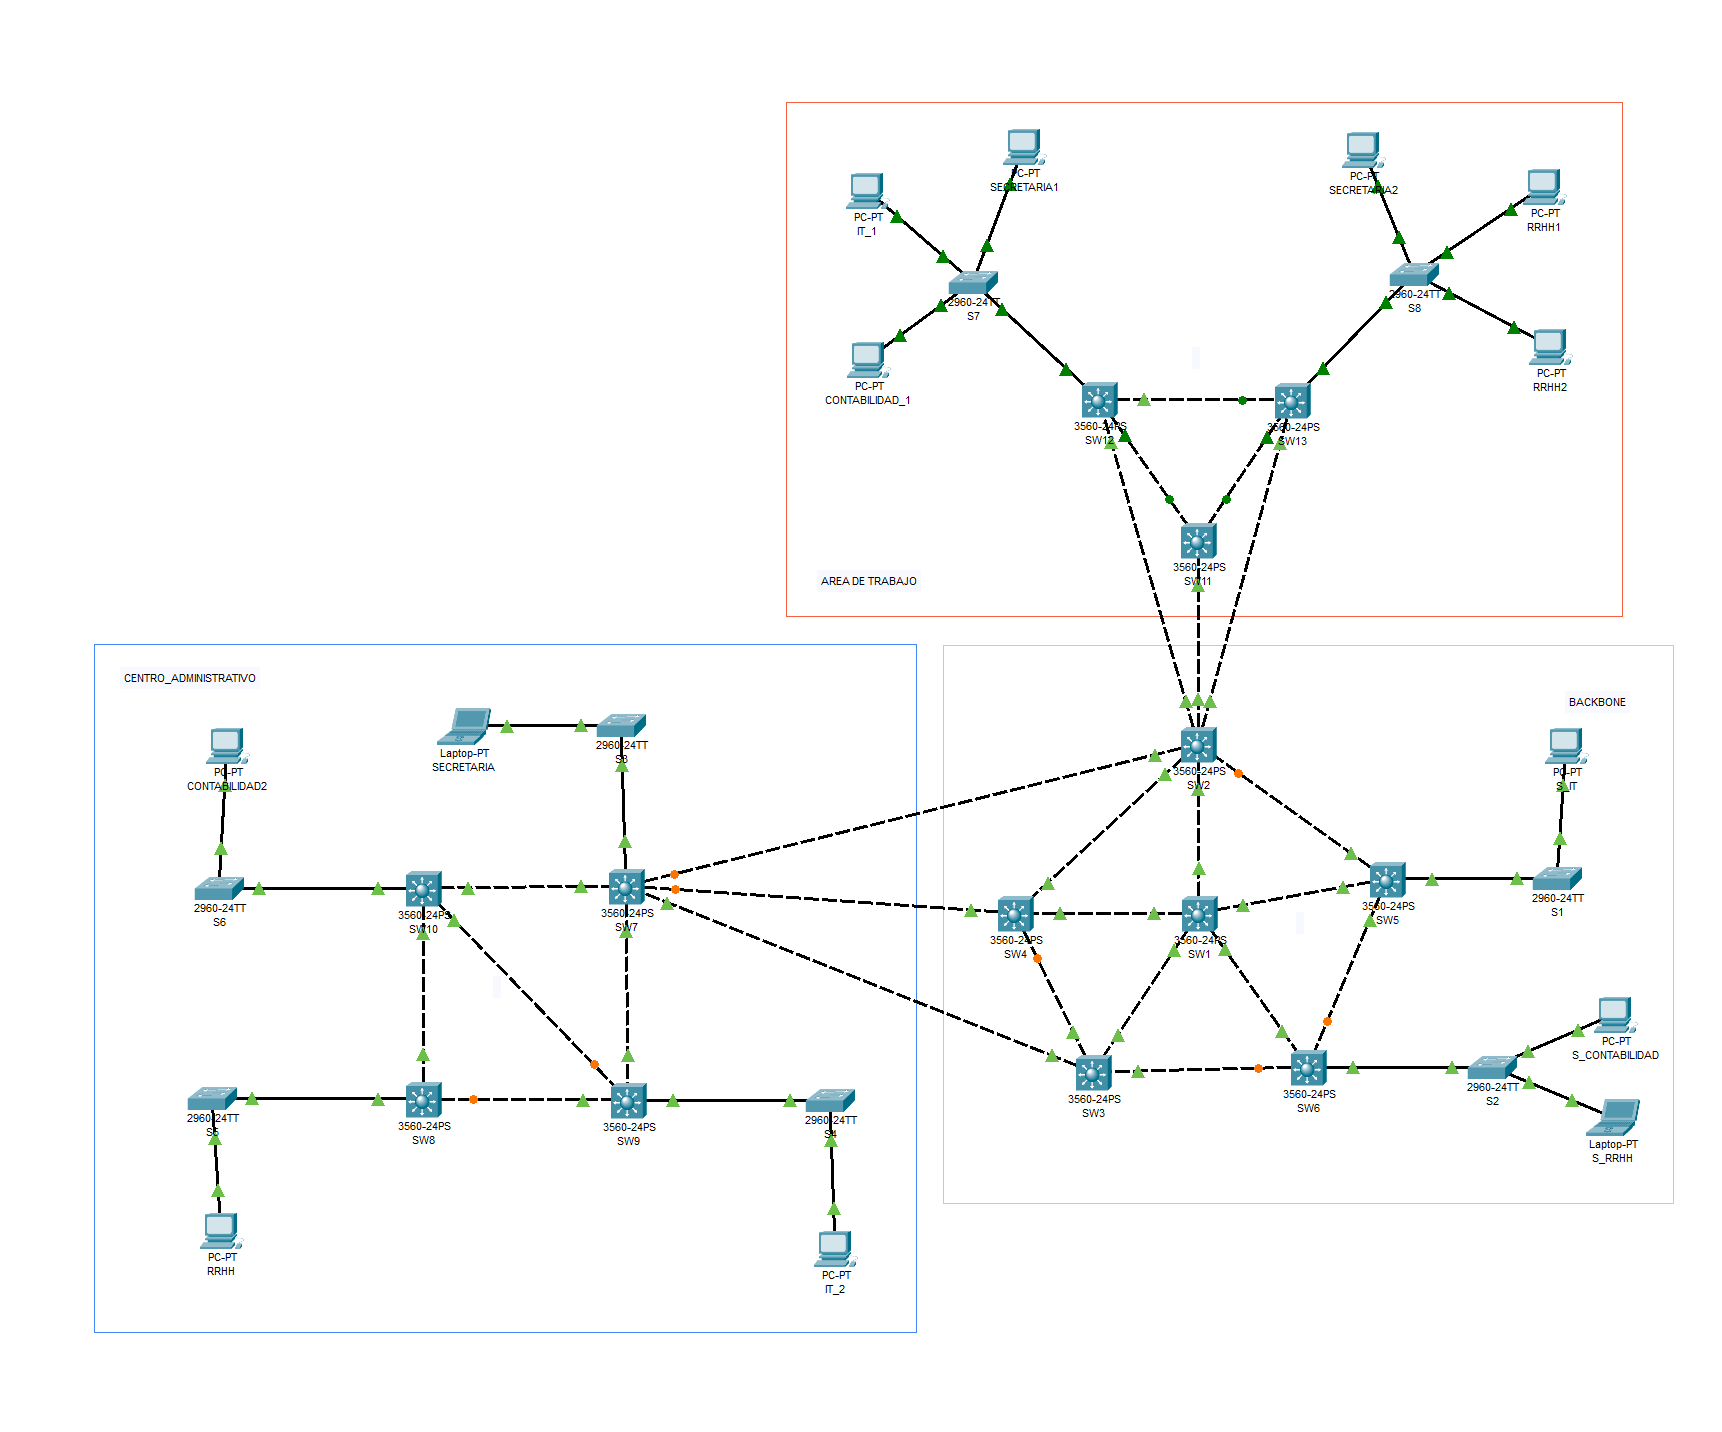 PC-PT
SECRETARIA1
PC-PT
IT_1
2960-24TT
S7
PC-PT
CONTABILIDAD_1
PC-PT
SECRETARIA2
PC-PT
RRHH1
2960-24TT
S8
PC-PT
RRHH2
3560-24PS
SW12
3560-24PS
SW13
3560-24PS
SW11
AREA DE TRABAJO
CENTRO_ADMINISTRATIVO
PC-PT
CONTABILIDAD2
Laptop-PT
SECRETARIA
2960-24TT
S3
2960-24TT
S6
3560-24PS
SW10
3560-24PS
SW7
2960-24TT
S5
3560-24PS
SW8
3560-24PS
SW9
2960-24TT
S4
PC-PT
RRHH
PC-PT
IT_2
BACKBONE
3560-24PS
SW2
PC-PT
S_IT
3560-24PS
SW4
3560-24PS
SW1
3560-24PS
SW5
2960-24TT
S1
3560-24PS
SW3
3560-24PS
SW6
2960-24TT
S2
PC-PT
S_CONTABILIDAD
Laptop-PT
S_RRHH